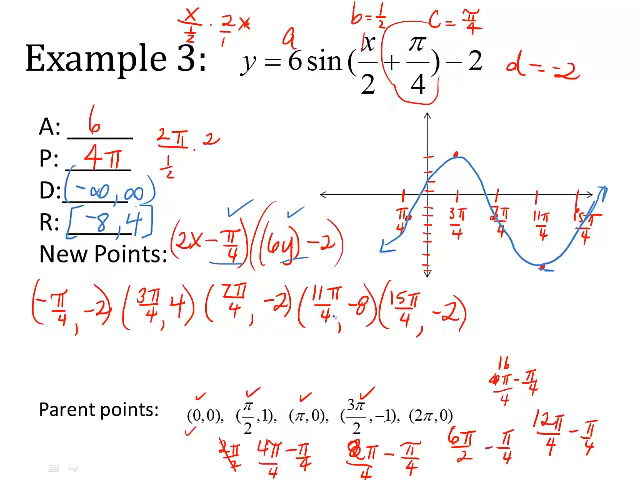 x/(1/2) · 2/1 x
a
b = 1/2
c = π/4
Example 3: y = 6 sin (x/2 + π/4) − 2
d = −2
A: 6
2π/(1/2) · 2
P: 4π
D: (−∞, ∞)
R: [−8, 4]
π/4 3π/4 7π/4 11π/4 15π/4
New Points: (2x − π/4)(6y − 2)
(−π/4, −2) (3π/4, 4) (7π/4, −2) (11π/4, −8) (15π/4, −2)
16π/4 − π/4
Parent points: (0,0), (π/2,1), (π,0), (3π/2,−1), (2π,0)
4π/4 − π/4 8π/4 − π/4 6π/2 − π/4 12π/4 − π/4